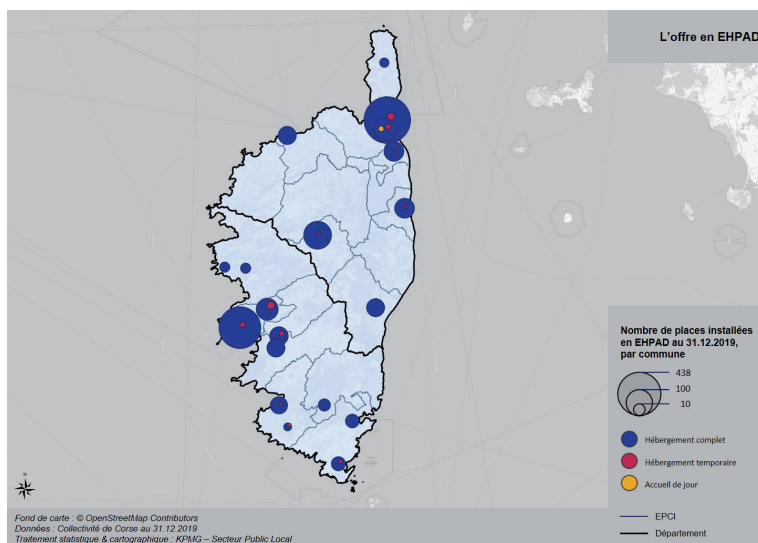 L'offre en EHPAD
Nombre de places installées
en EHPAD au 31.12.2019,
par commune
438
100
10
Hébergement complet
Hébergement temporaire
Accueil de jour
EPCI
Département
N
Fond de carte : © OpenStreetMap Contributors
Données : Collectivité de Corse au 31.12.2019
Traitement statistique & cartographique : KPMG – Secteur Public Local